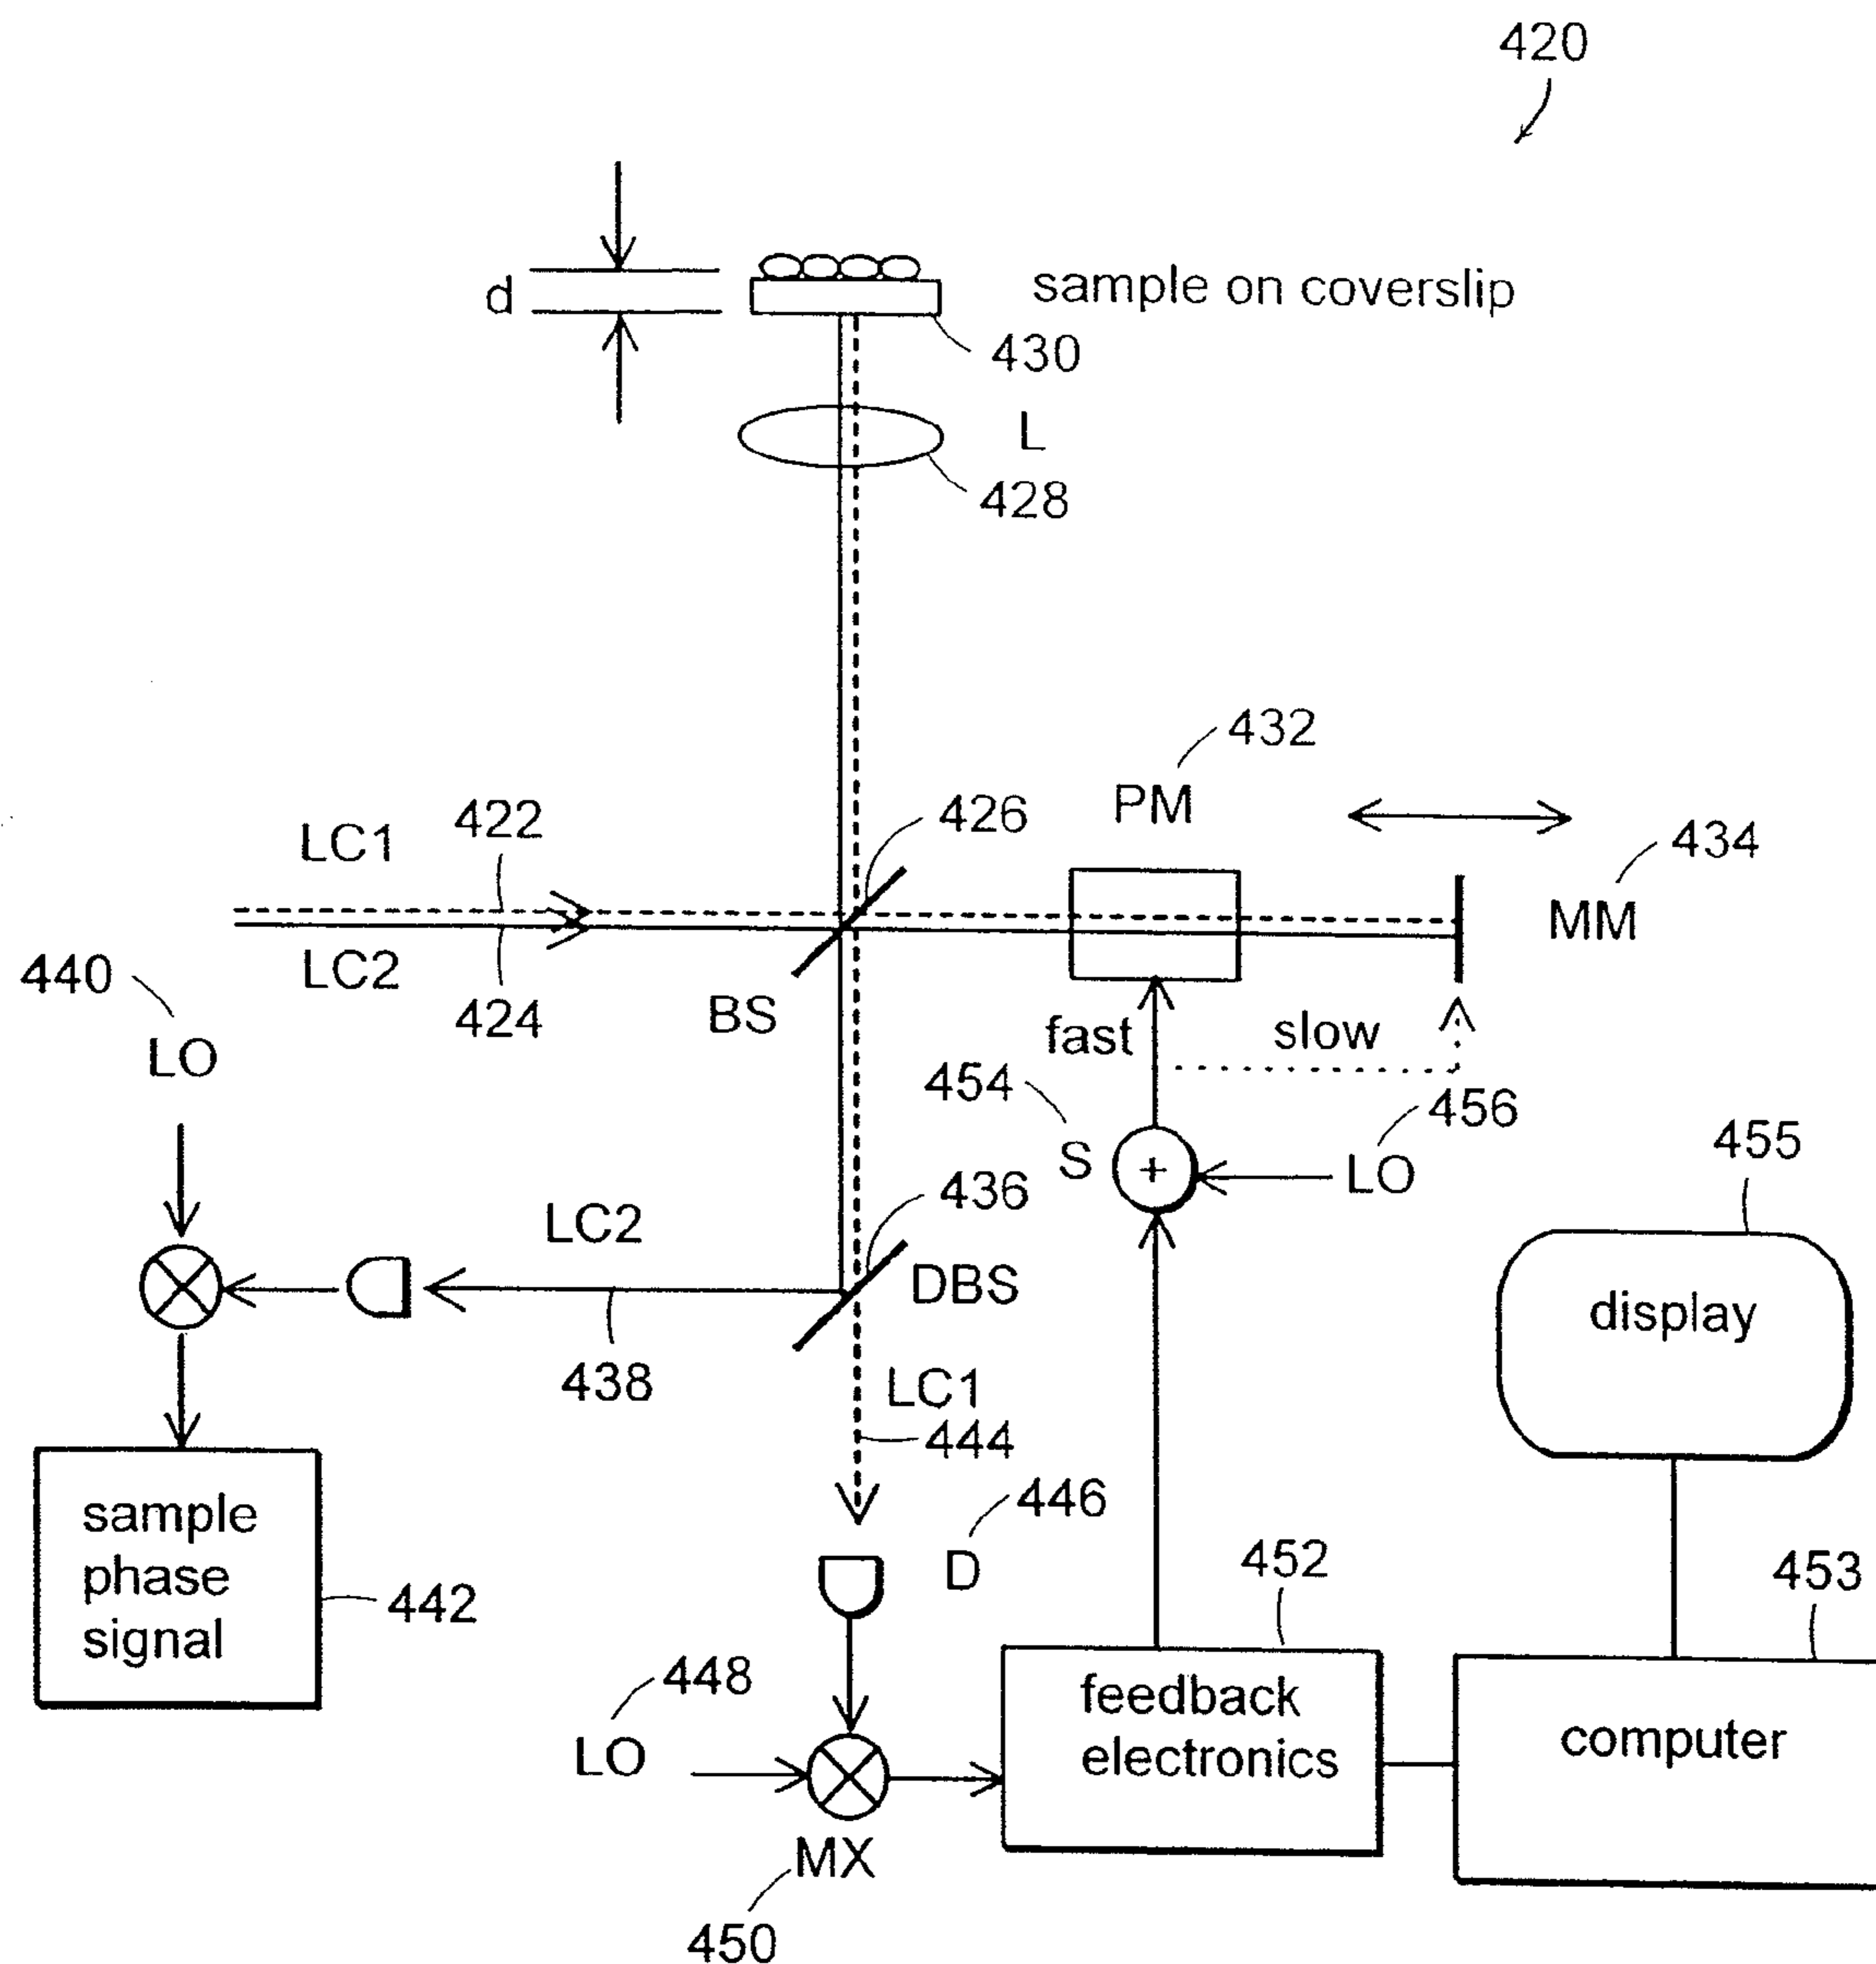 420
d
sample on coverslip
430
L
428
432
PM
434
MM
422
LC1
426
LC2
424
440
LO
BS
fast
slow
454
S
456
LO
455
display
436
DBS
LC2
438
LC1
444
446
D
sample
phase
signal
442
452
453
448
LO
feedback
electronics
computer
MX
450